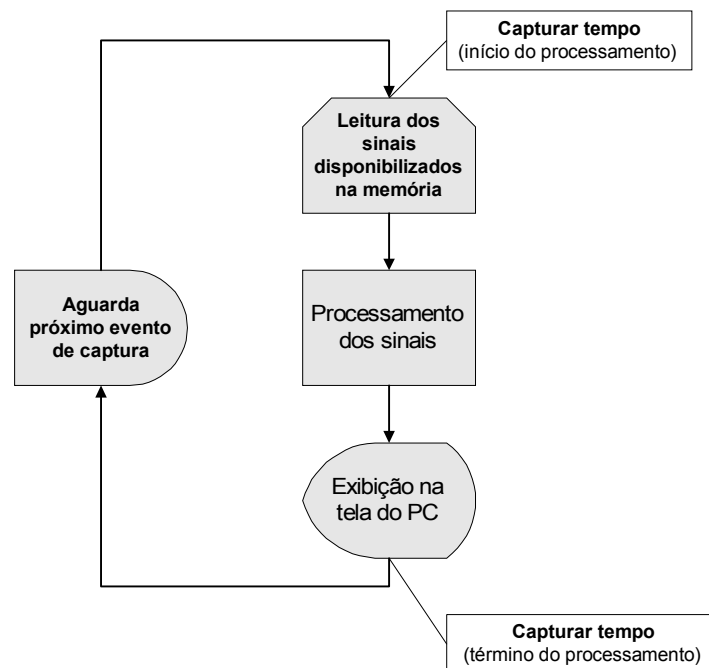 Capturar tempo
(início do processamento)
Leitura dos
sinais
disponibilizados
na memória
Aguarda
próximo evento
de captura
Processamento
dos sinais
Exibição na
tela do PC
Capturar tempo
(término do processamento)